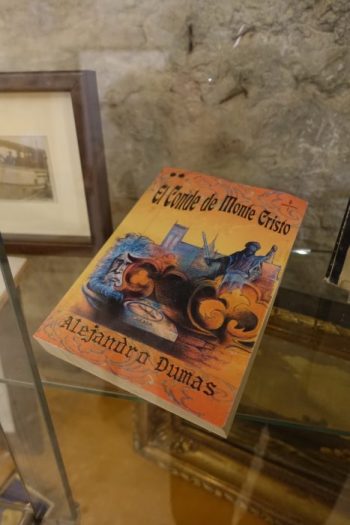 El Conde de Monte Cristo
Alejandro Dumas